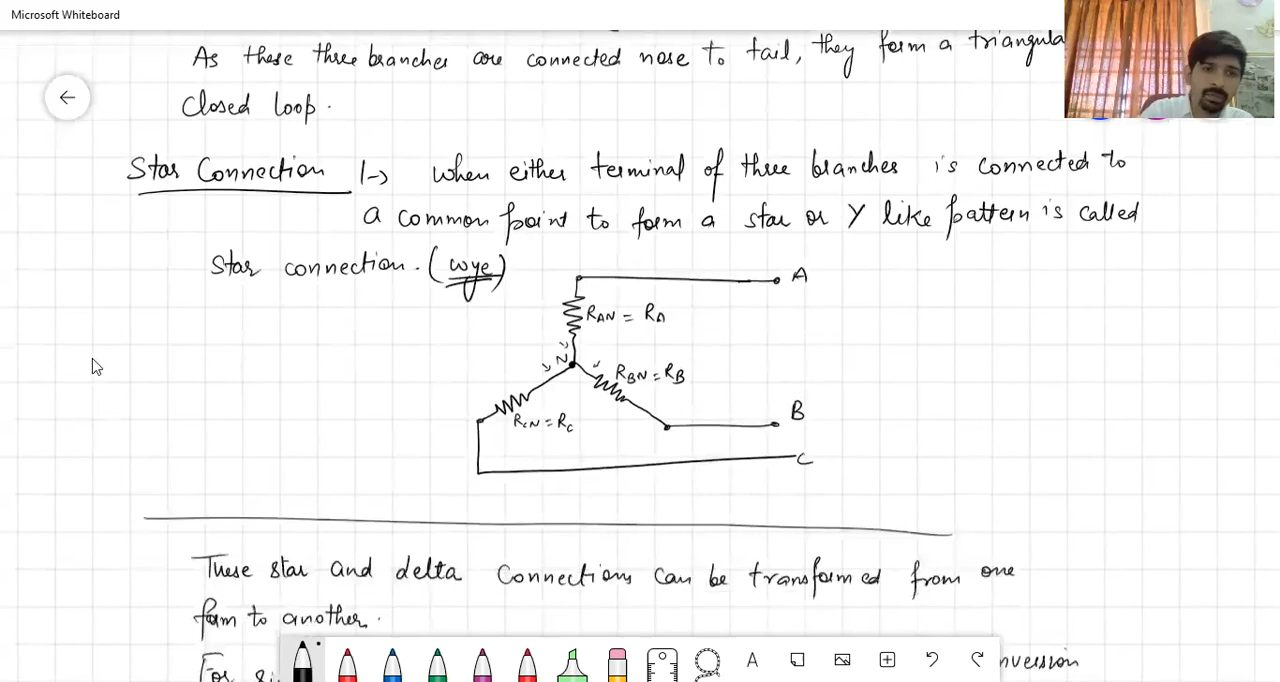 Microsoft Whiteboard
As these three branches are connected nose to tail, they form a triangula
closed loop.
Star Connection :-> When either terminal of three branches is connected to
a common point to form a star or Y like pattern is called
star connection. (wye)
A
RAN = RA
N
RBN = RB
B
RCN = RC
C
These star and delta connections can be transformed from one
form to another.
For
nversion
A